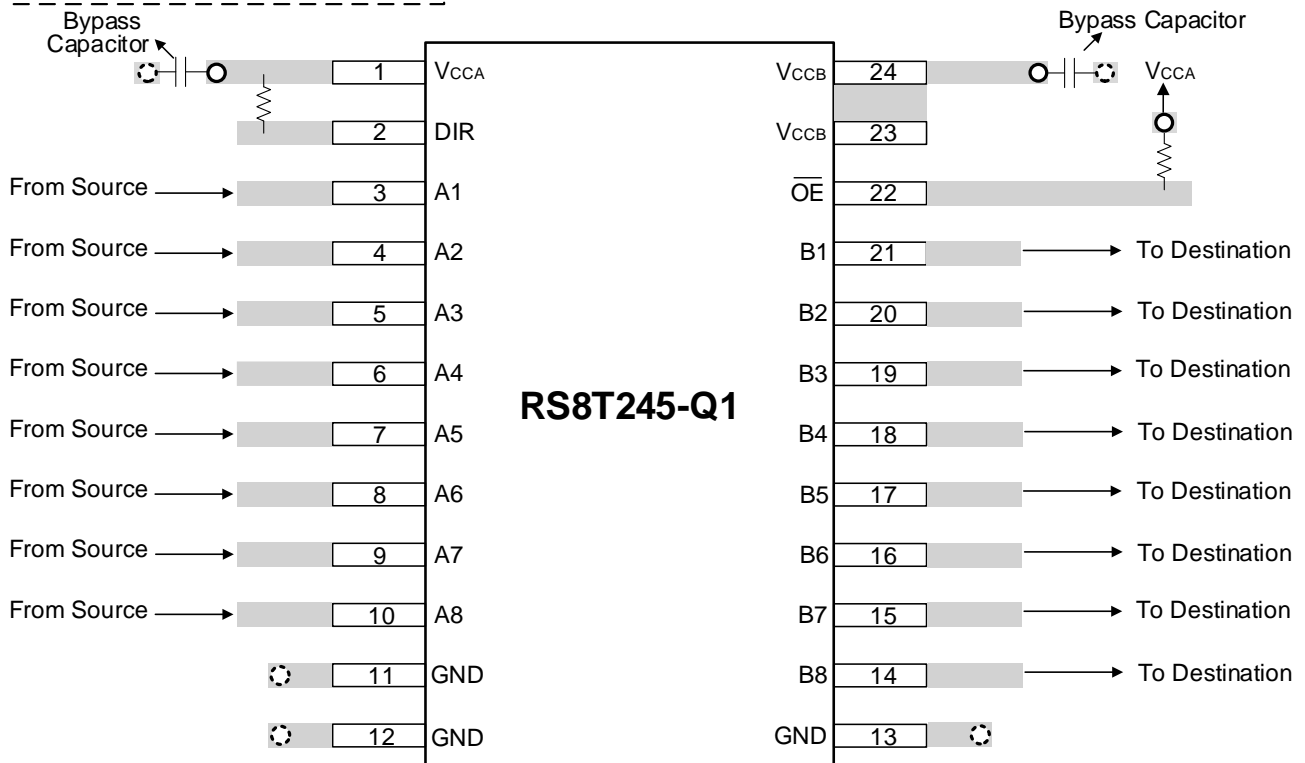 Bypass
Capacitor
Bypass Capacitor
VCCA
1 VCCA VCCB 24
2 DIR VCCB 23
From Source 3 A1 OE 22
From Source 4 A2 B1 21 To Destination
From Source 5 A3 B2 20 To Destination
From Source 6 A4 B3 19 To Destination
From Source 7 A5 B4 18 To Destination
From Source 8 A6 B5 17 To Destination
From Source 9 A7 B6 16 To Destination
From Source 10 A8 B7 15 To Destination
11 GND B8 14 To Destination
12 GND GND 13
RS8T245-Q1